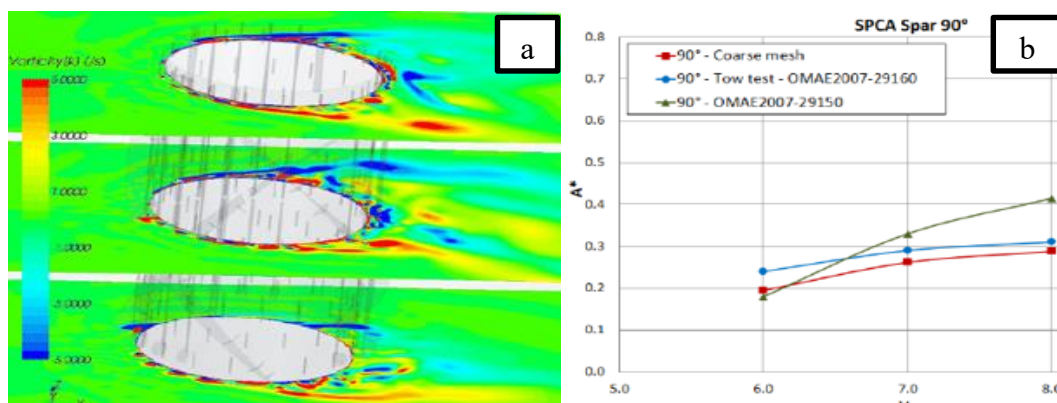 a
Vorticity[k] (/s)
5.0000
3.0000
1.0000
-5.0000
SPCA Spar 90°
b
0.8
0.7
0.6
0.5
0.4
0.3
0.2
0.1
0.0
A*
90° - Coarse mesh
90° - Tow test - OMAE2007-29160
90° - OMAE2007-29150
5.0
6.0
7.0
8.0